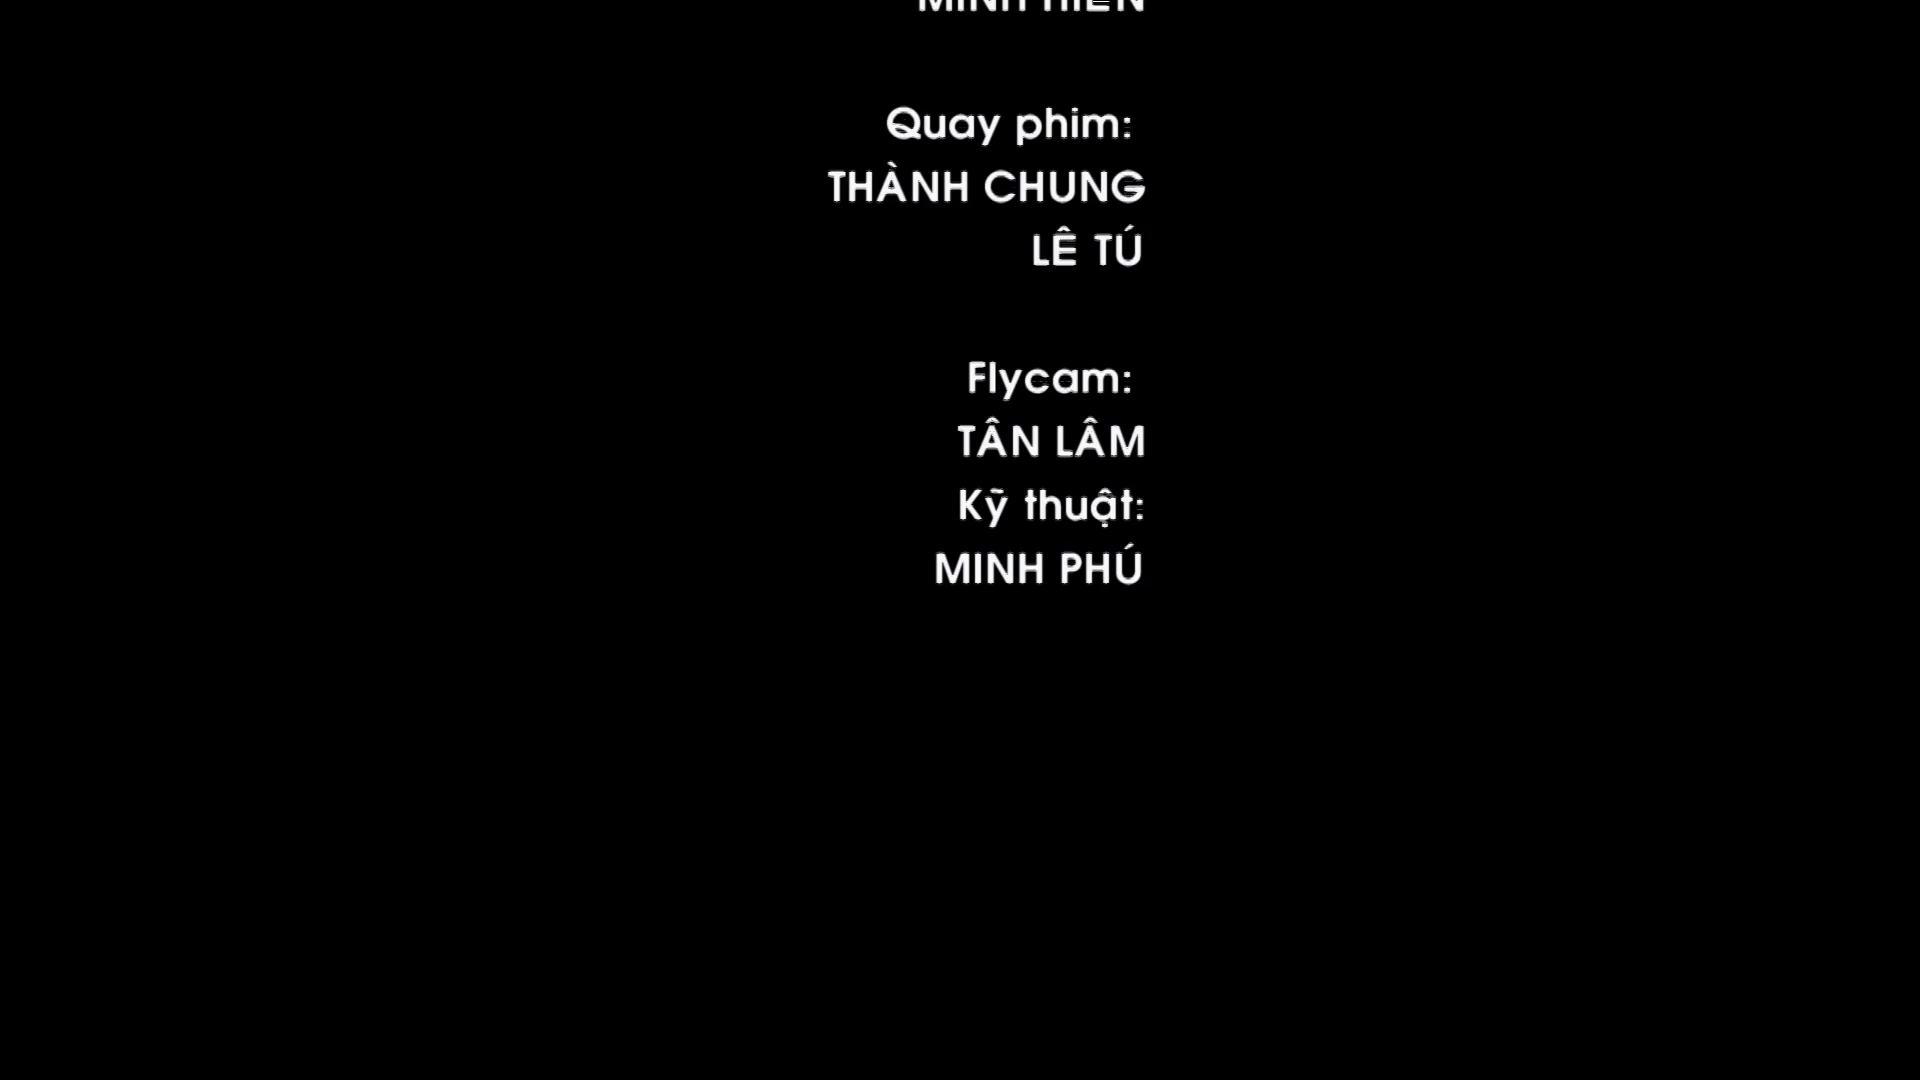 Quay phim:
THÀNH CHUNG
LÊ TÚ
Flycam:
TÂN LÂM
Kỹ thuật:
MINH PHÚ